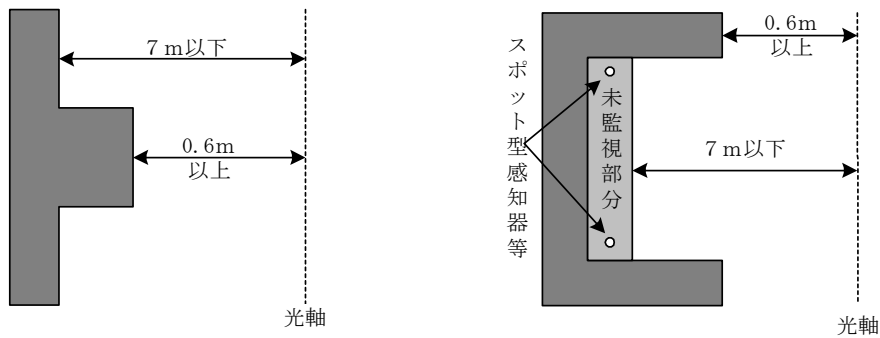 7m以下
0.6m
以上
光軸
スポット型感知器等
未監視部分
0.6m
以上
7m以下
光軸